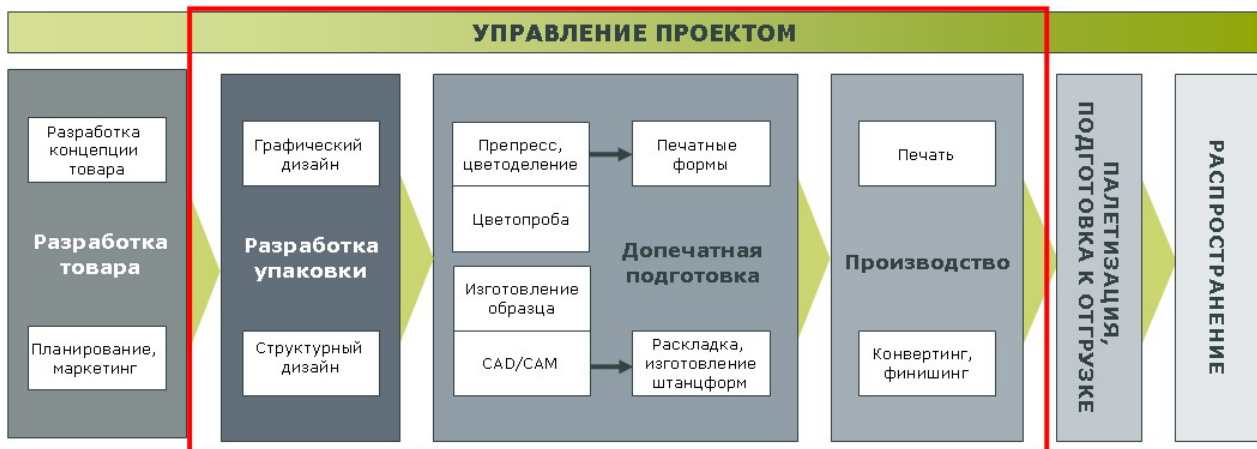 УПРАВЛЕНИЕ ПРОЕКТОМ
Разработка
концепции
товара
Разработка
товара
Планирование,
маркетинг
Графический
дизайн
Разработка
упаковки
Структурный
дизайн
Препресс,
цветоделение
Цветопроба
Печатные
формы
Допечатная
подготовка
Изготовление
образца
CAD/CAM
Раскладка,
изготовление
штанцформ
Печать
Производство
Конвертинг,
финишинг
ПАЛЕТИЗАЦИЯ,
ПОДГОТОВКА К ОТГРУЗКЕ
РАСПРОСТРАНЕНИЕ